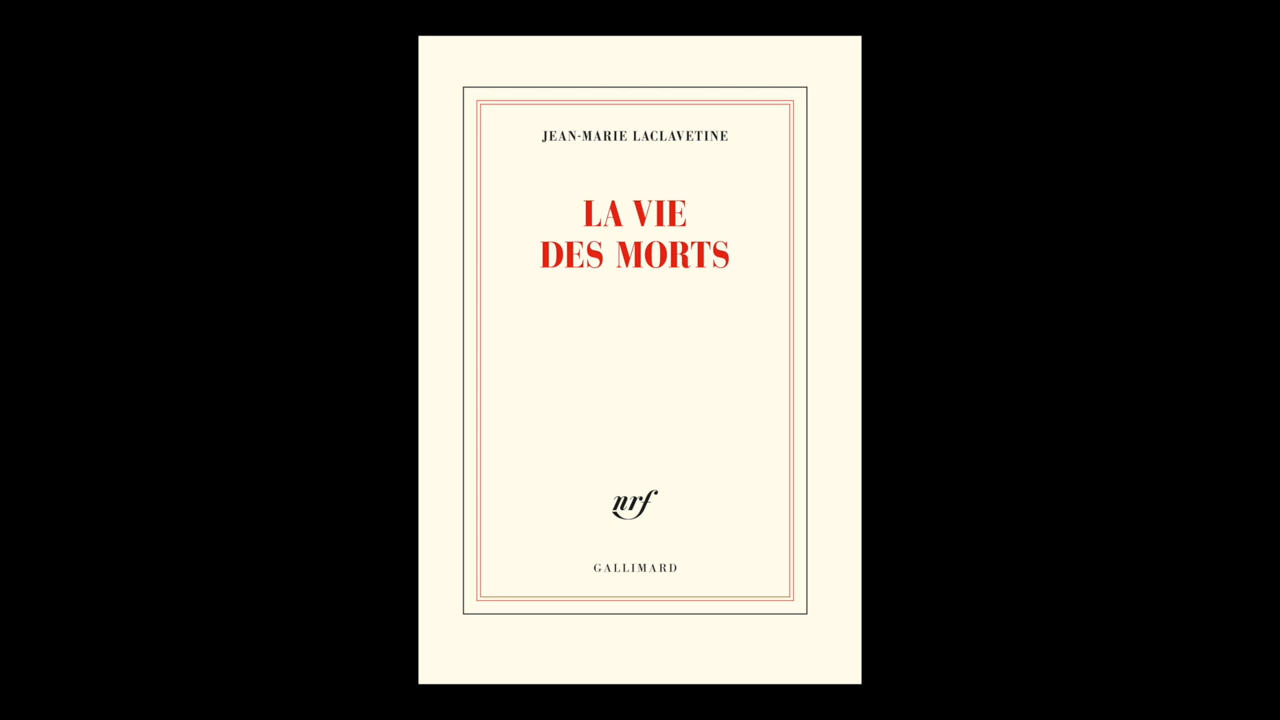 JEAN-MARIE LACLAVETINE
LA VIE
DES MORTS
nrf
GALLIMARD